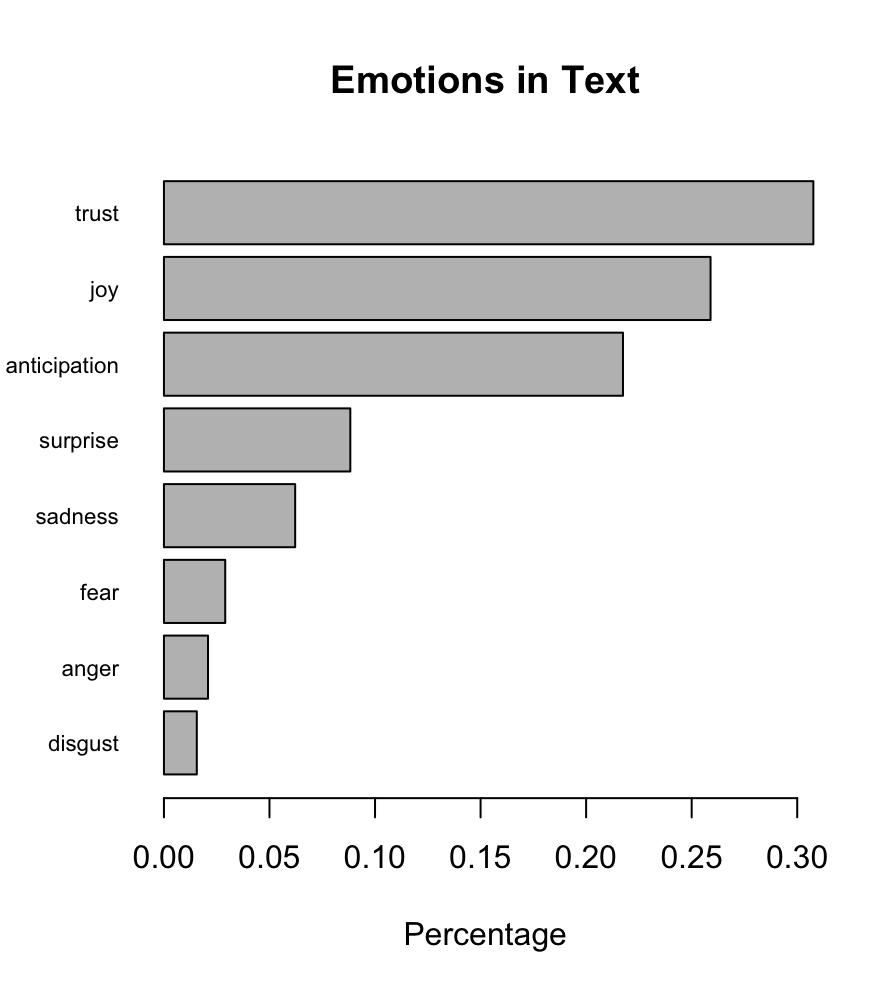 Emotions in Text
trust
joy
anticipation
surprise
sadness
fear
anger
disgust
0.00 0.05 0.10 0.15 0.20 0.25 0.30
Percentage